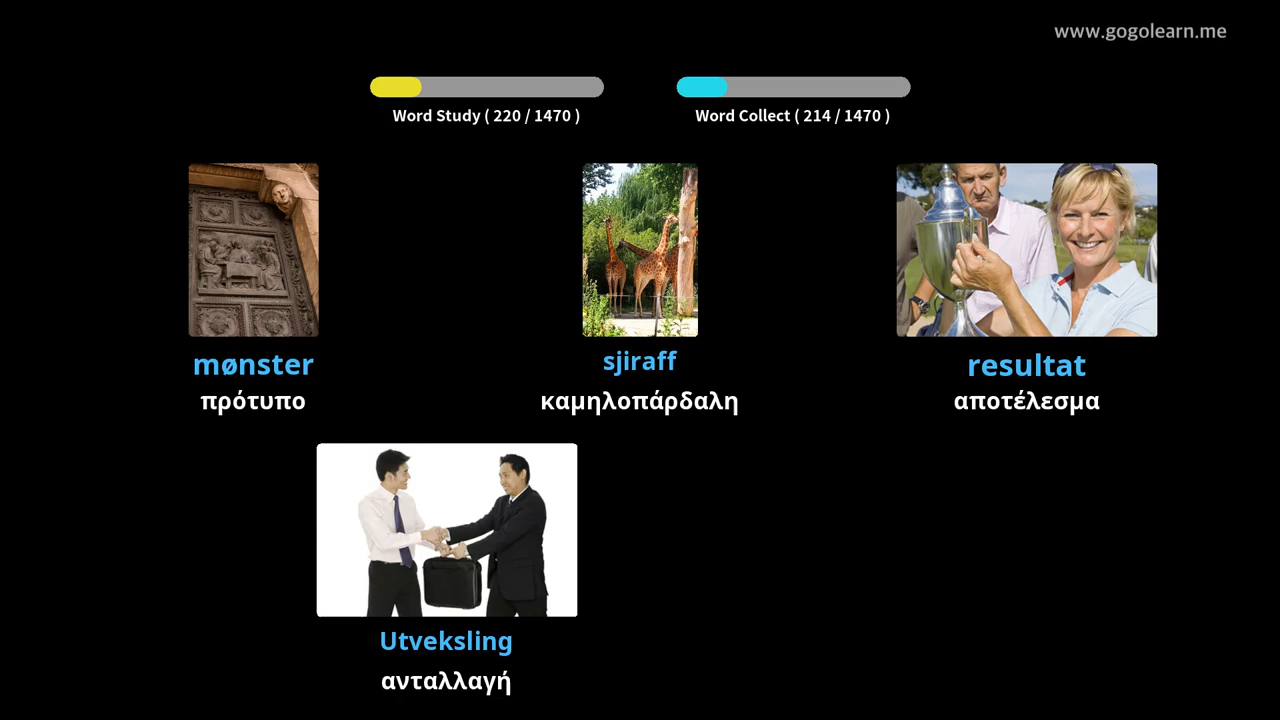 www.gogolearn.me
Word Study ( 220 / 1470 )
Word Collect ( 214 / 1470 )
mønster
πρότυπο
sjiraff
καμηλοπάρδαλη
resultat
αποτέλεσμα
Utveksling
ανταλλαγή